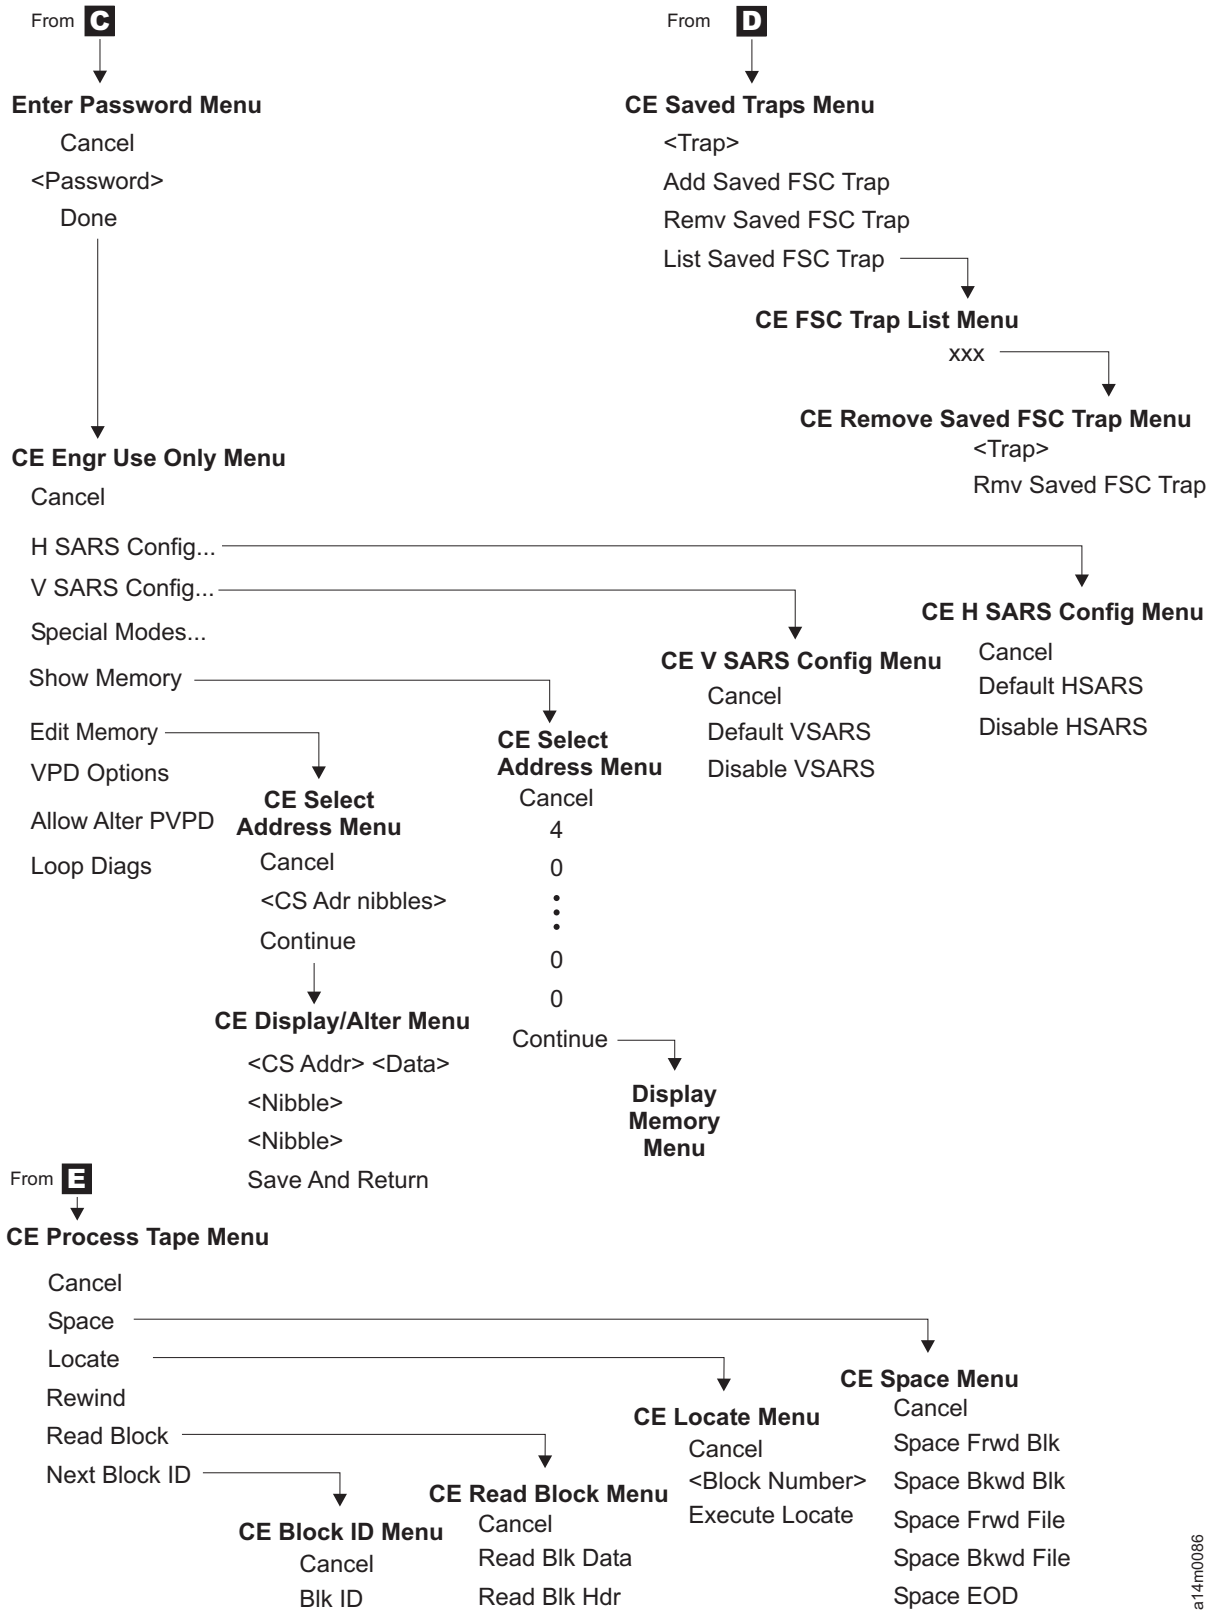 From C
Enter Password Menu
Cancel
<Password>
Done
From D
CE Saved Traps Menu
<Trap>
Add Saved FSC Trap
Remv Saved FSC Trap
List Saved FSC Trap
CE FSC Trap List Menu
xxx
CE Remove Saved FSC Trap Menu
<Trap>
Rmv Saved FSC Trap
CE Engr Use Only Menu
Cancel
H SARS Config...
V SARS Config...
Special Modes...
Show Memory
Edit Memory
VPD Options
Allow Alter PVPD
Loop Diags
CE H SARS Config Menu
Cancel
Default HSARS
Disable HSARS
CE V SARS Config Menu
Cancel
Default VSARS
Disable VSARS
CE Select
Address Menu
Cancel
4
0
0
0
Continue
Display
Memory
Menu
CE Select
Address Menu
Cancel
<CS Adr nibbles>
Continue
CE Display/Alter Menu
<CS Addr> <Data>
<Nibble>
<Nibble>
Save And Return
From E
CE Process Tape Menu
Cancel
Space
Locate
Rewind
Read Block
Next Block ID
CE Space Menu
Cancel
Space Frwd Blk
Space Bkwd Blk
Space Frwd File
Space Bkwd File
Space EOD
CE Locate Menu
Cancel
<Block Number>
Execute Locate
CE Read Block Menu
Cancel
Read Blk Data
Read Blk Hdr
CE Block ID Menu
Cancel
Blk ID
a14m0086